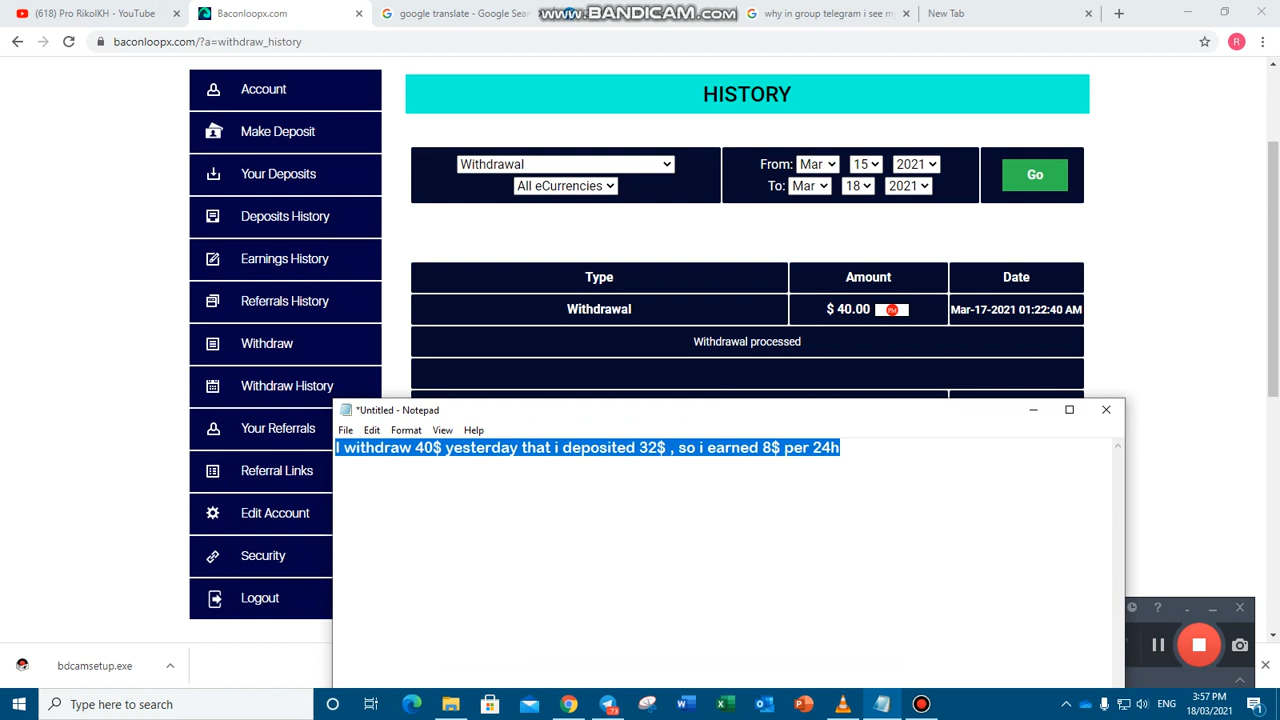 (618) Pro RikolKH - YouTube
Baconloopx.com
google translate - Google Sea
WWW.BANDICAM.COM
why in group telegram i see m
New Tab
baconloopx.com/?a=withdraw_history
R
Account
Make Deposit
Your Deposits
Deposits History
Earnings History
Referrals History
Withdraw
Withdraw History
Your Referrals
Referral Links
Edit Account
Security
Logout
HISTORY
Withdrawal
All eCurrencies
From: Mar 15 2021
To: Mar 18 2021
Go
Type Amount Date
Withdrawal $ 40.00 PM Mar-17-2021 01:22:40 AM
Withdrawal processed
*Untitled - Notepad
File Edit Format View Help
I withdraw 40$ yesterday that i deposited 32$ , so i earned 8$ per 24h
bdcamsetup.exe
Type here to search
73
ENG
3:57 PM
18/03/2021
1